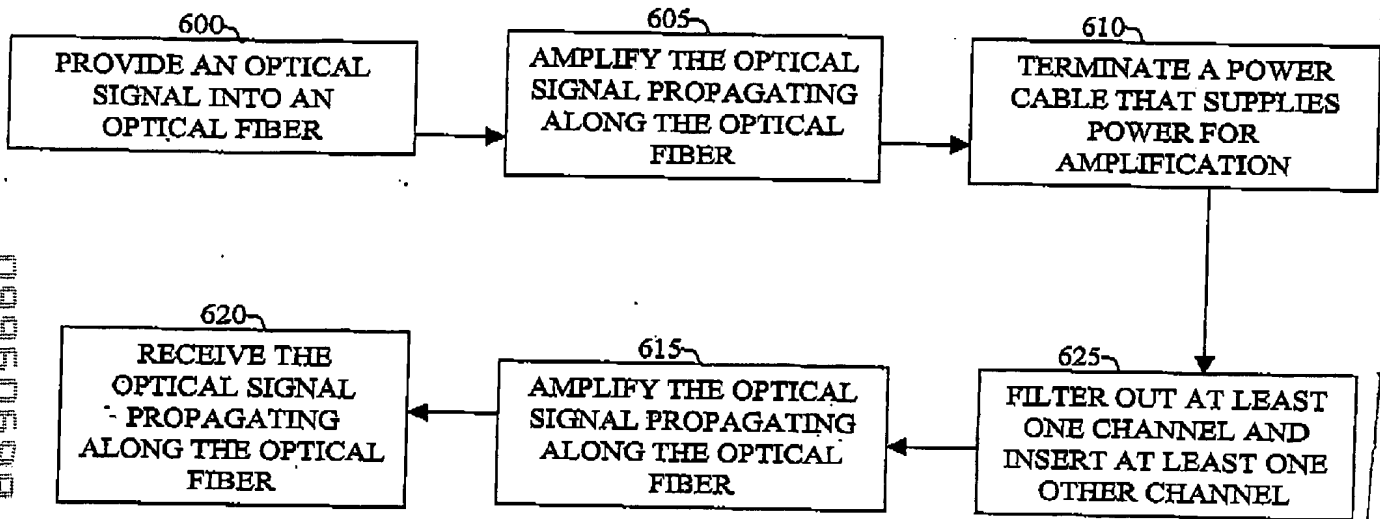 600
PROVIDE AN OPTICAL
SIGNAL INTO AN
OPTICAL FIBER
605
AMPLIFY THE OPTICAL
SIGNAL PROPAGATING
ALONG THE OPTICAL
FIBER
610
TERMINATE A POWER
CABLE THAT SUPPLIES
POWER FOR
AMPLIFICATION
625
FILTER OUT AT LEAST
ONE CHANNEL AND
INSERT AT LEAST ONE
OTHER CHANNEL
615
AMPLIFY THE OPTICAL
SIGNAL PROPAGATING
ALONG THE OPTICAL
FIBER
620
RECEIVE THE
OPTICAL SIGNAL
PROPAGATING
ALONG THE OPTICAL
FIBER